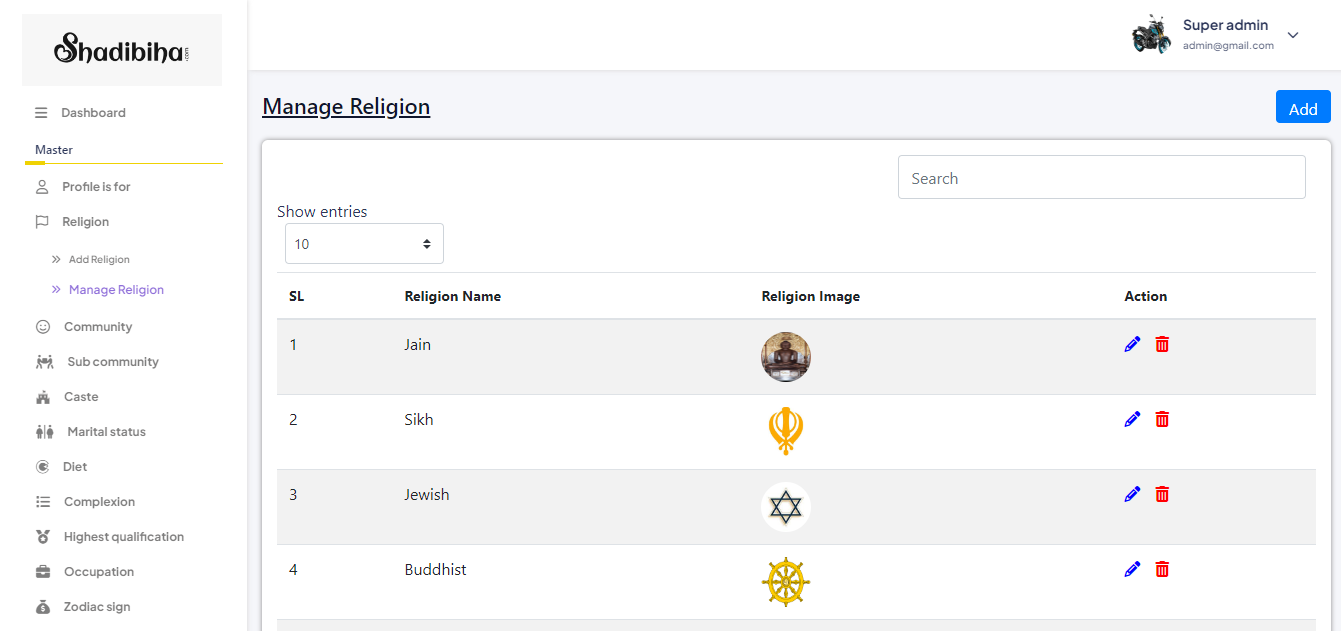 Shadibiha.com
Super admin
admin@gmail.com
Dashboard
Master
Profile is for
Religion
Add Religion
Manage Religion
Community
Sub community
Caste
Marital status
Diet
Complexion
Highest qualification
Occupation
Zodiac sign
Manage Religion
Add
Search
Show entries
10
SL Religion Name Religion Image Action
1 Jain
2 Sikh
3 Jewish
4 Buddhist